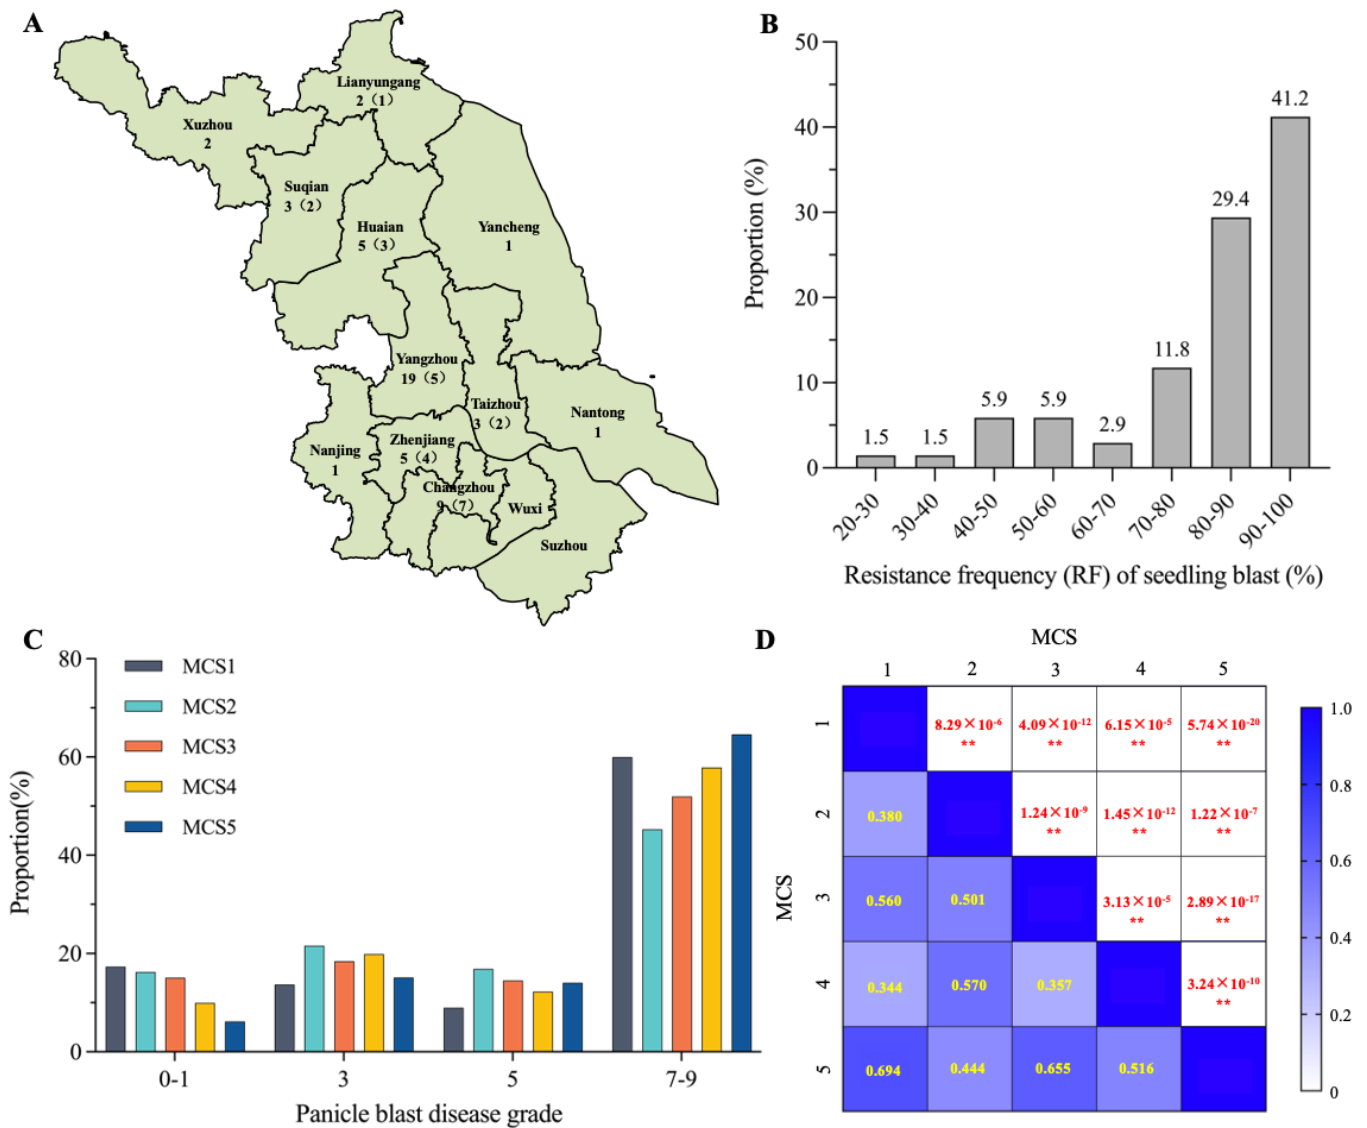 A
Lianyungang
2（1）
Xuzhou
2
Suqian
3（2）
Huaian
5（3）
Yancheng
1
Yangzhou
19（5）
Taizhou
3（2）
Nantong
1
Zhenjiang
5（4）
Nanjing
1
Changzhou
9（7）
Wuxi
Suzhou
B
50
40
30
20
10
0
Proportion (%)
1.5
1.5
5.9
5.9
2.9
11.8
29.4
41.2
20-30
30-40
40-50
50-60
60-70
70-80
80-90
90-100
Resistance frequency (RF) of seedling blast (%)
C
80
60
40
20
0
Proportion(%)
MCS1
MCS2
MCS3
MCS4
MCS5
0-1
3
5
7-9
Panicle blast disease grade
D
MCS
1 2 3 4 5
MCS
1
8.29×10⁻⁶ 4.09×10⁻¹² 6.15×10⁻⁵ 5.74×10⁻²⁰
** ** ** **
2
0.380 1.24×10⁻⁹ 1.45×10⁻¹² 1.22×10⁻⁷
** ** **
3
0.560 0.501 3.13×10⁻⁵ 2.89×10⁻¹⁷
** **
4
0.344 0.570 0.357 3.24×10⁻¹⁰
**
5
0.694 0.444 0.655 0.516
1.0
0.8
0.6
0.4
0.2
0